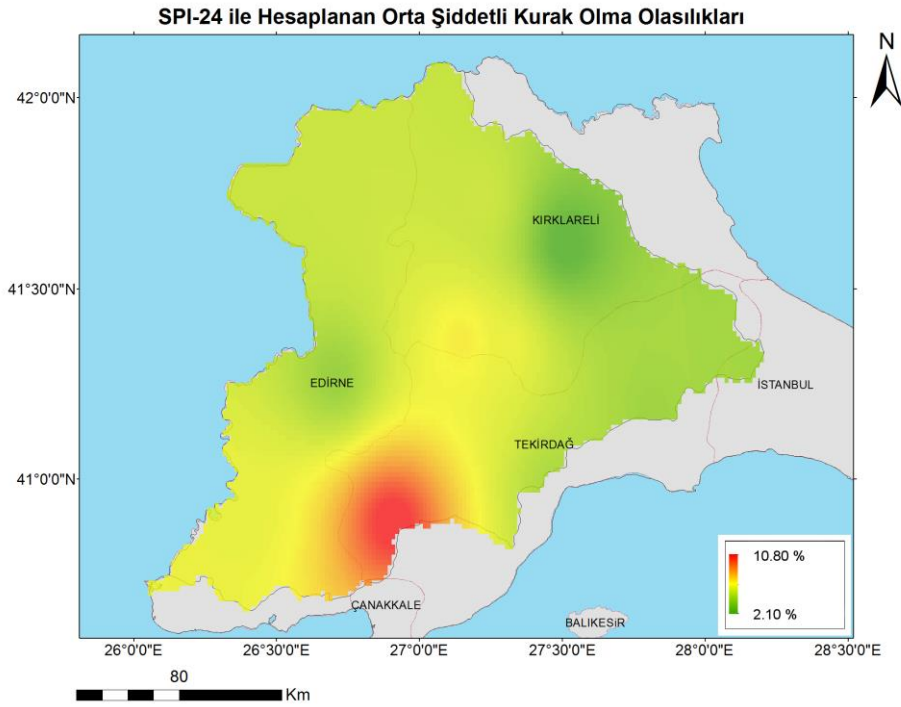 SPI-24 ile Hesaplanan Orta Şiddetli Kurak Olma Olasılıkları
N
42°0'0"N
KIRKLARELİ
41°30'0"N
EDİRNE
İSTANBUL
TEKİRDAĞ
41°0'0"N
10.80 %
2.10 %
ÇANAKKALE
BALIKESİR
26°0'0"E 26°30'0"E 27°0'0"E 27°30'0"E 28°0'0"E 28°30'0"E
80
Km